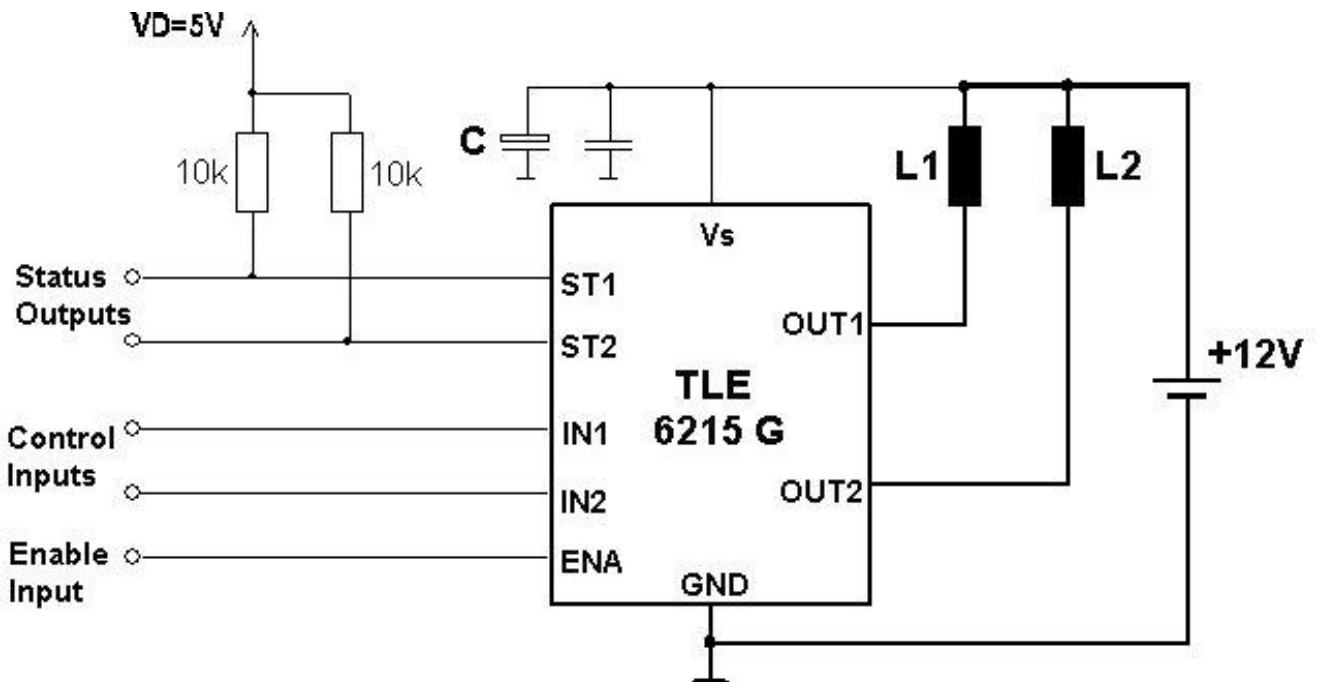 VD=5V
10k
10k
C
L1
L2
Vs
Status
Outputs
ST1
ST2
OUT1
+12V
TLE
6215 G
Control
Inputs
IN1
IN2
OUT2
Enable
Input
ENA
GND